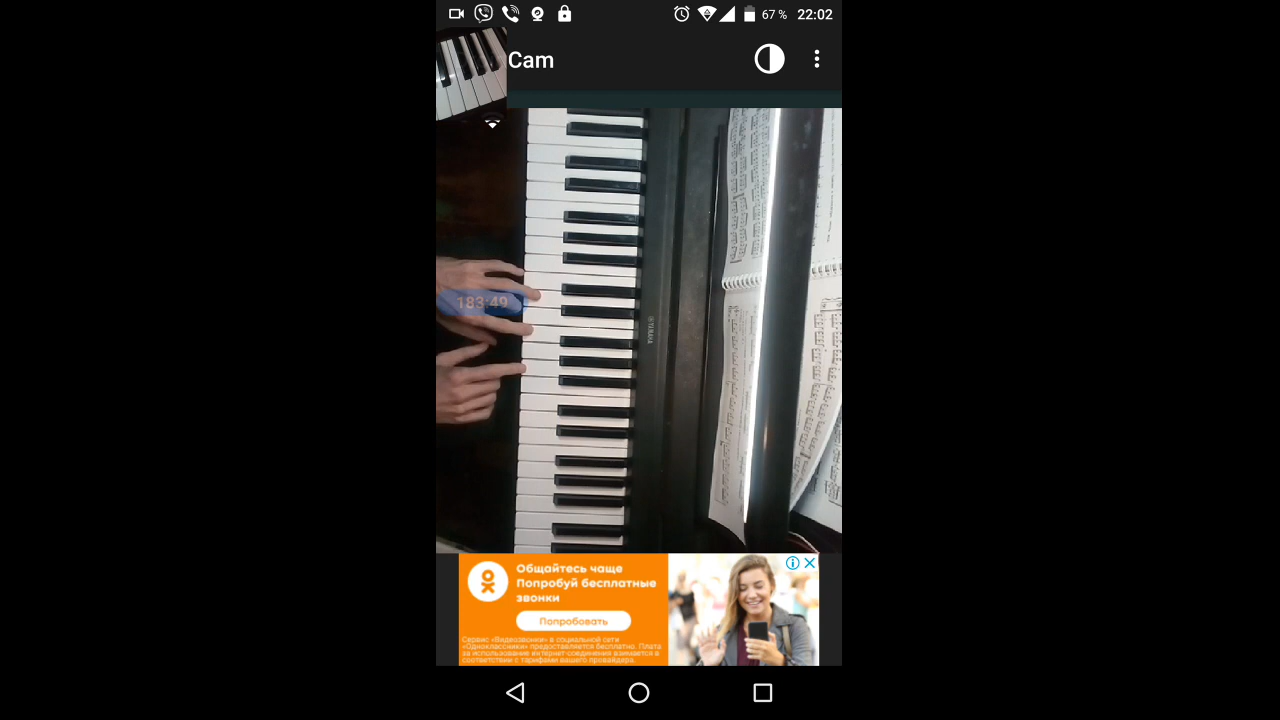 67 % 22:02
Cam
183:49
YAMAHA
Общайтесь чаще
Попробуй бесплатные
звонки
Попробовать
Сервис «Видеозвонки» в социальной сети
«Одноклассники» предоставляется бесплатно. Плата
за использование интернет-соединения взимается в
соответствии с тарифами вашего провайдера.